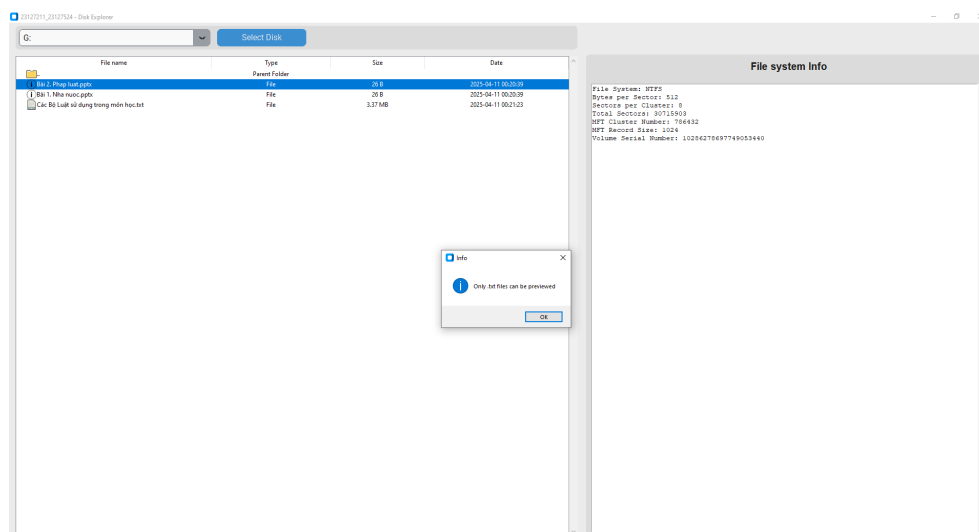 23127211_23127524 - Disk Explorer
G:
Select Disk
File name Type Size Date
.. Parent Folder
Bài 2. Phap luat.pptx File 26 B 2025-04-11 00:20:39
Bài 1. Nha nuoc.pptx File 26 B 2025-04-11 00:20:39
Các Bộ Luật sử dụng trong môn học.txt File 3.37 MB 2025-04-11 00:21:23
File system Info
File System: NTFS
Bytes per Sector: 512
Sectors per Cluster: 8
Total Sectors: 30715903
MFT Cluster Number: 786432
MFT Record Size: 1024
Volume Serial Number: 10286278697749053440
Info
Only .txt files can be previewed
OK